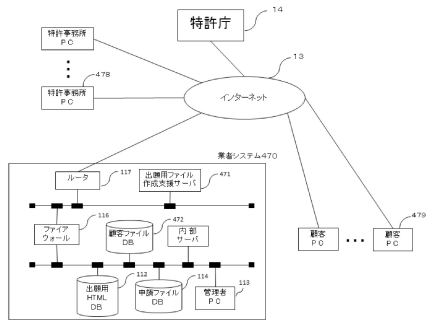 特許庁
14
特許事務所
PC
13
特許事務所
PC
478
インターネット
業者システム470
ルータ
117
出願用ファイル
作成支援サーバ
471
116
ファイア
ウォール
顧客ファイル
DB
472
内部
サーバ
顧客
PC
顧客
PC
479
出願用
HTML
DB
112
申請ファイル
DB
114
管理者
PC
113